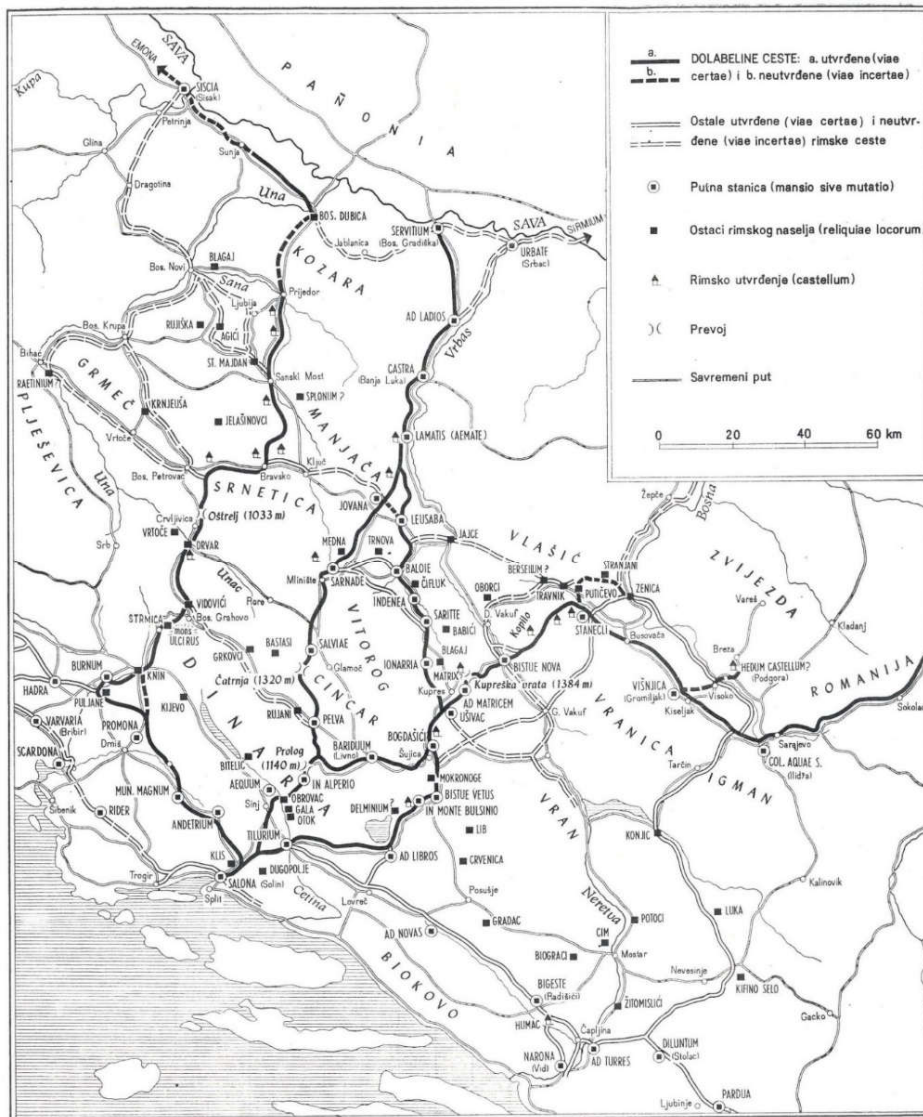 a.
b.
DOLABELINE CESTE: a. utvrđene (viae
certae) i b. neutvrđene (viae incertae)
Ostale utvrđene (viae certae) i neutvr-
đene (viae incertae) rimske ceste
Putna stanica (mansio sive mutatio)
Ostaci rimskog naselja (reliquiae locorum
Rimsko utvrđenje (castellum)
Prevoj
Savremeni put
0 20 40 60 km
EMONA
SAVA
PAÑONIA
Kupa
SISCIA
(Sisak)
Petrinja
Glina
Sunja
Dragotina
Una
BOS. DUBICA
Jablanica
SERVITIUM
(Bos. Gradiška)
SAVA
SIRMIUM
URBATE
(Srbac)
KOZARA
Bos. Novi
BLAGAJ
Sana
Ljubija
Prijedor
RUJIŠKA
AGIĆI
ST. MAJDAN
AD LADIOS
Vrbas
Bos. Krupa
Bihać
RAETINIUM?
GRMEČ
Sanski Most
CASTRA
(Banja Luka)
SPLONUM?
KRNJEUŠA
JELAŠINOVCI
MANJAČA
LAMATIS (AEMATE)
PLJEŠEVICA
Vrtoče
Una
Bos. Petrovac
Bravsko
Ključ
SRNETICA
JOVANA
LEUSABA
Crvljivica
Oštrelj (1033 m)
VRTOČE
DRVAR
Srb
MEDNA
TRNOVA
JAJCE
VLAŠIĆ
Žepče
Bosna
Mlinište
SARNADE
BALOIE
ČIFLUK
INDENEA
BERSELLUM?
STRANJANI
ZENICA
ZVIJEZDA
Unac
OBORCI
TRAVNIK
PUTIČEVO
Vareš
VIDOVIĆI
Bos. Grahovo
STRMICA
mons
ULCIRUS
SARITTE
BABIĆI
D. Vakuf
Kopilo
STANECLI
Busovača
Breza
Kladanj
GRKOVCI
BASTASI
SALVIAE
Glamoč
VITOROG
IONARRIA
BLAGAJ
MATRUĆ
BISTUE NOVA
HEDUM CASTELLUM?
(Podgora)
BURNUM
HADRA
KNIN
DINARA
Čatrnja (1320 m)
CINCAR
Kupres
Kupreška vrata (1384 m)
AD MATRICEM
VIŠNJICA
(Gromiljak)
Visoko
Kiseljak
ROMANIJA
Sokolac
PULJANE
KIJEVO
RUJANI
PELVA
UŠIVAC
G. Vakuf
VRANICA
Sarajevo
VARVARIA
(Bribir)
PROMONA
Drniš
BARIDUUM
(Livno)
BOGDAŠIĆI
Šujica
COL. AQUAE S.
(Ilidža)
SCARDONA
BITELIĆ
Prolog
(1140 m)
IN ALPERIO
MOKRONOGE
Tarčin
IGMAN
Šibenik
MUN. MAGNUM
AEQUUM
Sinj
OBROVAC
GALA
OTOK
DELMINIUM
BISTUE VETUS
IN MONTE BULSINIO
VRAN
RIDER
ANDETRIUM
TILURIUM
LIB
KONJIC
KLIS
DUGOPOLJE
AD LIBROS
CRVENICA
Trogir
SALONA
(Solin)
Split
Cetina
Lovreč
Posušje
Neretva
Kalinovik
GRADAC
POTOCI
LUKA
AD NOVAS
CIM
BIOGRACI
Mostar
Nevesinje
KIFINO SELO
BIOKOVO
BIGESTE
(Radišići)
ŽITOMISLIĆI
Gacko
HUMAC
Čapljina
NARONA
(Vid)
AD TURRES
DILUNTUM
(Stolac)
Ljubinje
PARDUA